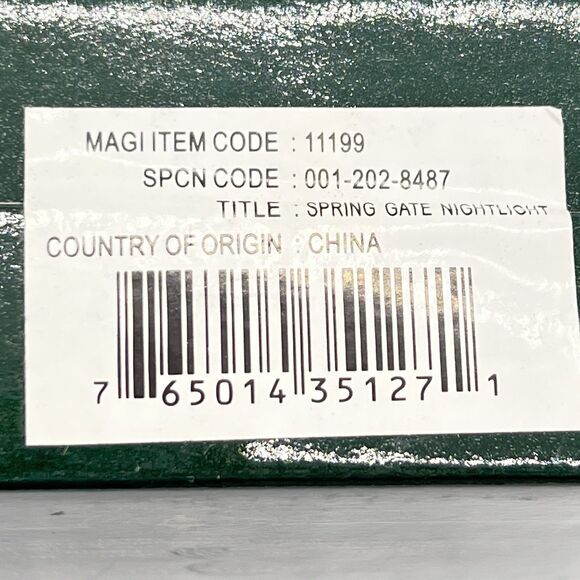 MAGI ITEM CODE : 11199
SPCN CODE : 001-202-8487
TITLE : SPRING GATE NIGHTLIGHT
COUNTRY OF ORIGIN : CHINA
7 65014 35127 1